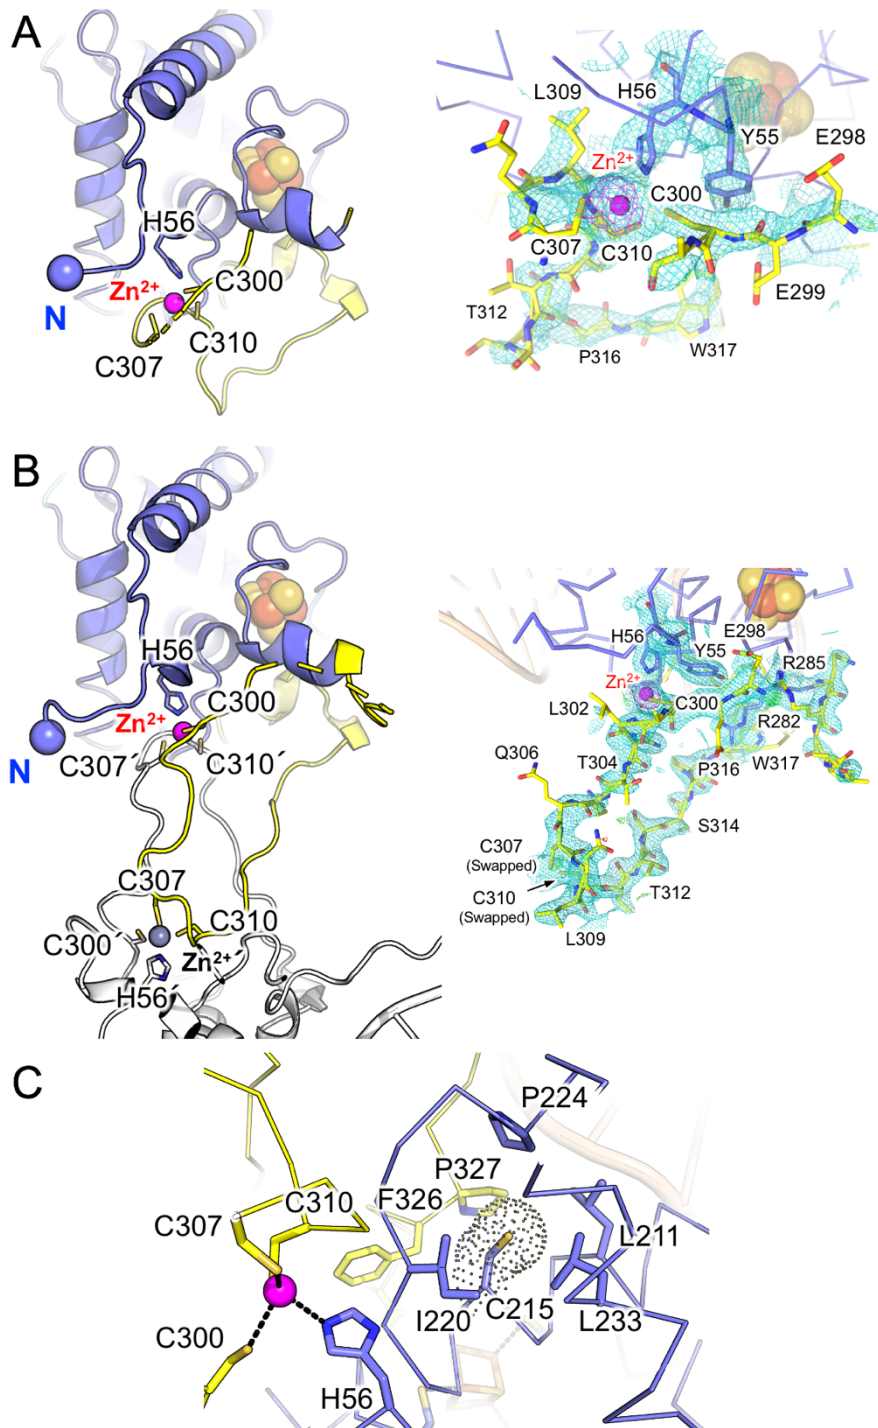 A
H56
Zn2+
N
C300
C310
C307
L309
H56
Y55
E298
Zn2+
C300
C307
C310
E299
T312
P316
W317
B
H56
C300
Zn2+
N
C307´
C310´
C307
C310
C300´
Zn2+´
H56´
H56
E298
Y55
R285
Zn2+
C300
L302
R282
Q306
T304
P316
W317
S314
C307
(Swapped)
C310
(Swapped)
T312
L309
C
P224
P327
C310
F326
C307
L211
I220
C215
L233
C300
H56